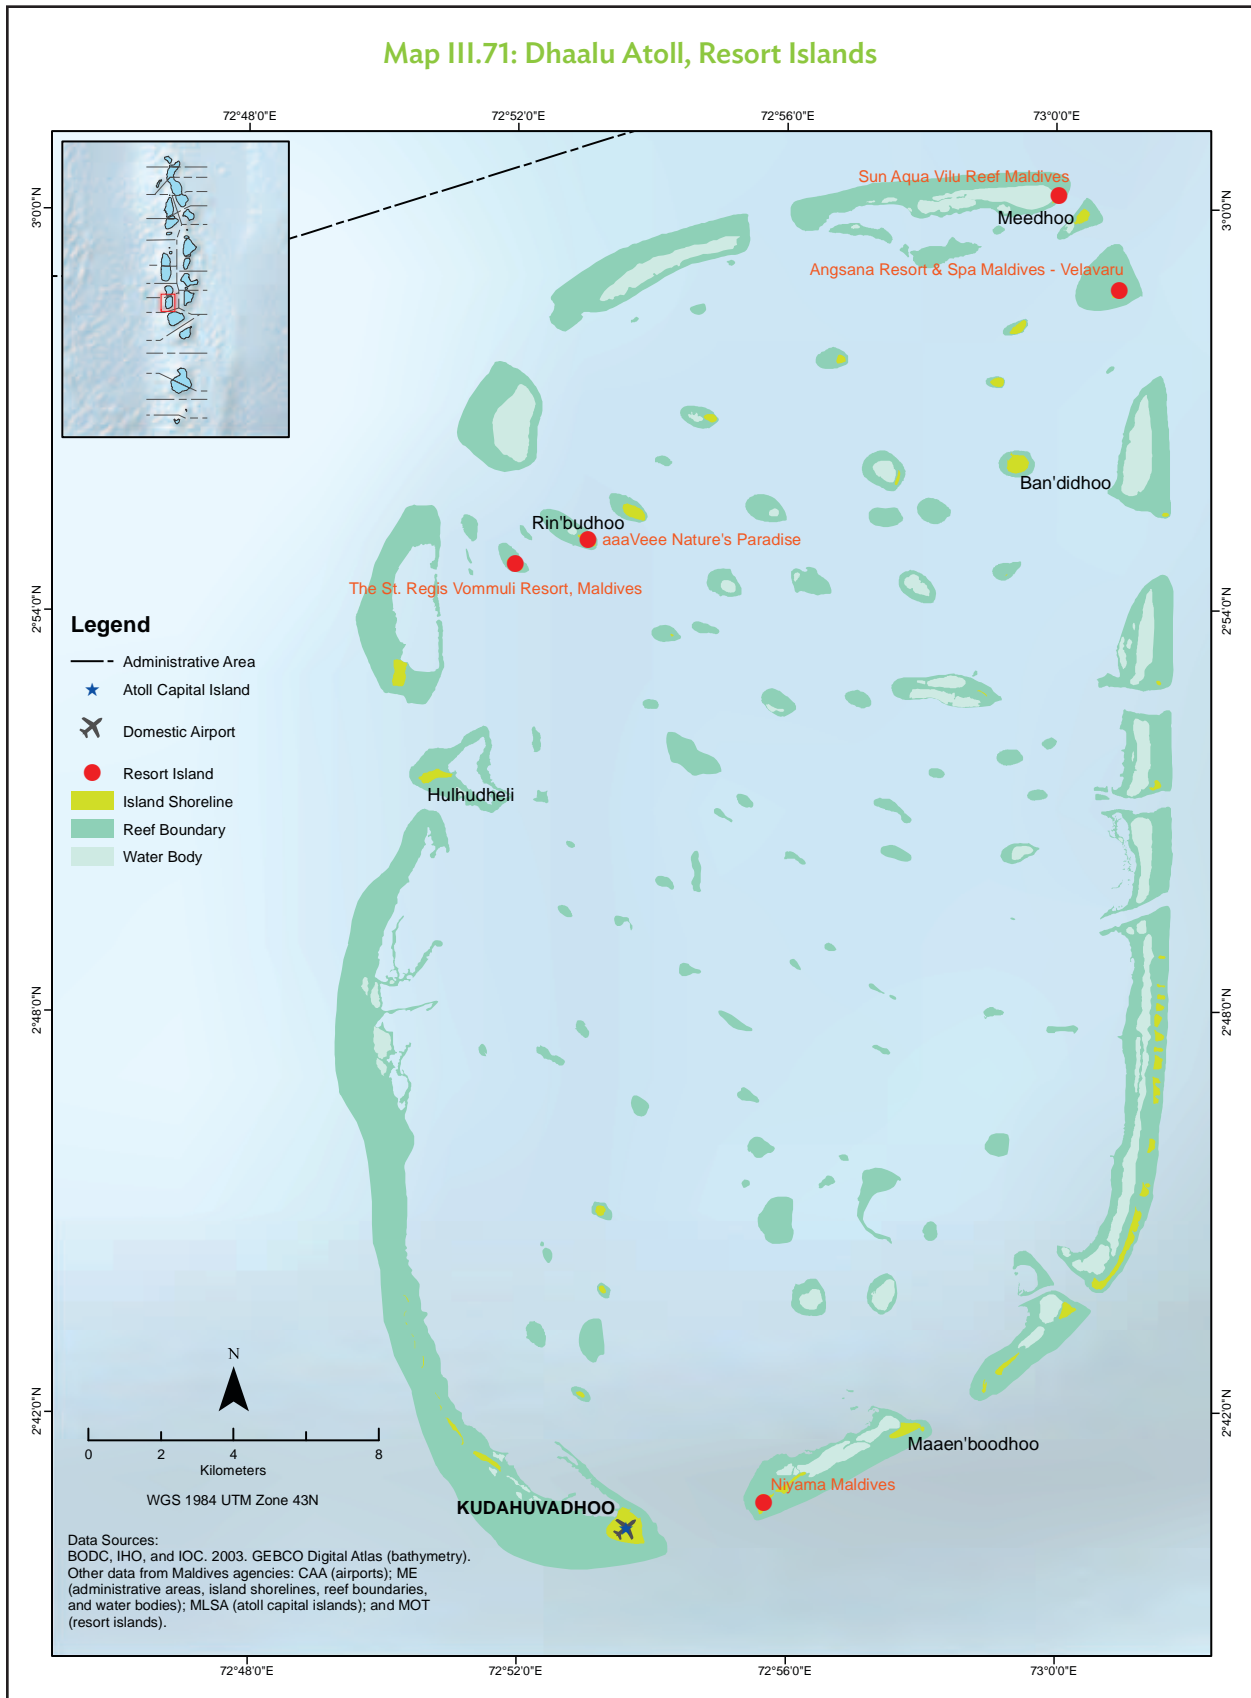 Map III.71: Dhaalu Atoll, Resort Islands
72°48'0"E
72°52'0"E
72°56'0"E
73°0'0"E
3°0'0"N
3°0'0"N
Sun Aqua Vilu Reef Maldives
Meedhoo
Angsana Resort & Spa Maldives - Velavaru
Ban'didhoo
Rin'budhoo
aaaVeee Nature's Paradise
The St. Regis Vommuli Resort, Maldives
2°54'0"N
2°54'0"N
Legend
Administrative Area
Atoll Capital Island
Domestic Airport
Resort Island
Island Shoreline
Reef Boundary
Water Body
Hulhudheli
2°48'0"N
2°48'0"N
N
2°42'0"N
2°42'0"N
0 2 4 8
Kilometers
WGS 1984 UTM Zone 43N
Maaen'boodhoo
Niyama Maldives
KUDAHUVADHOO
Data Sources:
BODC, IHO, and IOC. 2003. GEBCO Digital Atlas (bathymetry).
Other data from Maldives agencies: CAA (airports); ME
(administrative areas, island shorelines, reef boundaries,
and water bodies); MLSA (atoll capital islands); and MOT
(resort islands).
72°48'0"E
72°52'0"E
72°56'0"E
73°0'0"E